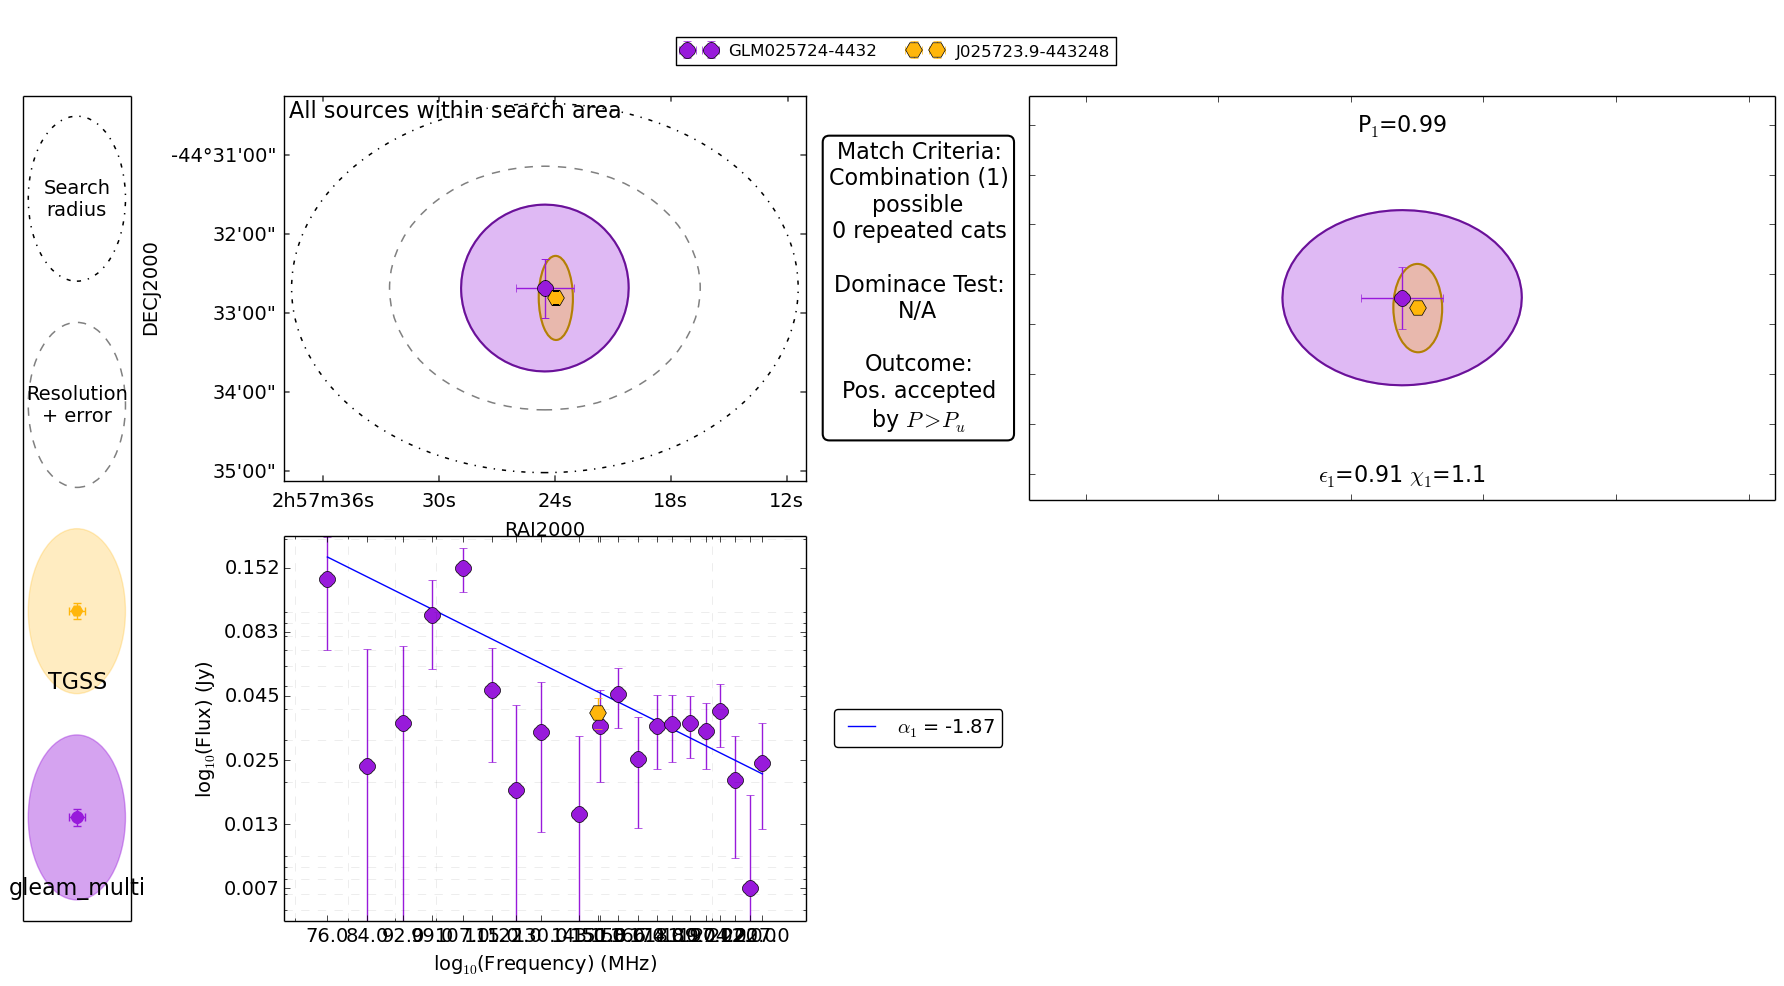 GLM025724-4432 J025723.9-443248
Search
radius
Resolution
+ error
TGSS
gleam_multi
All sources within search area
DECJ2000
-44°31'00"
32'00"
33'00"
34'00"
35'00"
2h57m36s 30s 24s 18s 12s
RAJ2000
Match Criteria:
Combination (1)
possible
0 repeated cats
Dominace Test:
N/A
Outcome:
Pos. accepted
by P>Pu
P1=0.99
ϵ1=0.91 χ1=1.1
log10(Flux) (Jy)
0.152
0.083
0.045
0.025
0.013
0.007
76.0 84.0 92.0
log10(Frequency) (MHz)
α1 = -1.87